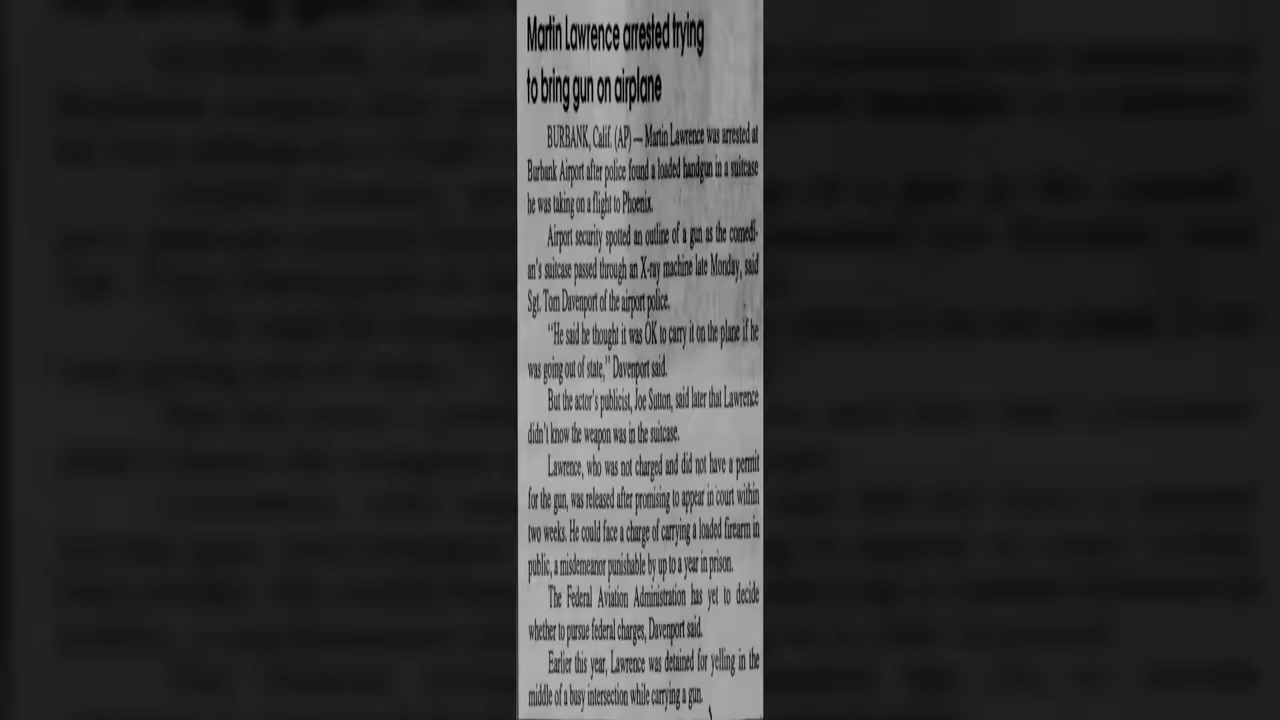 Martin Lawrence arrested trying
to bring gun on airplane
BURBANK, Calif. (AP) — Martin Lawrence was arrested at
Burbank Airport after police found a loaded handgun in a suitcase
he was taking on a flight to Phoenix.
Airport security spotted an outline of a gun as the comedi-
an's suitcase passed through an X-ray machine late Monday, said
Sgt. Tom Davenport of the airport police.
"He said he thought it was OK to carry it on the plane if he
was going out of state," Davenport said.
But the actor's publicist, Joe Sutton, said later that Lawrence
didn't know the weapon was in the suitcase.
Lawrence, who was not charged and did not have a permit
for the gun, was released after promising to appear in court within
two weeks. He could face a charge of carrying a loaded firearm in
public, a misdemeanor punishable by up to a year in prison.
The Federal Aviation Administration has yet to decide
whether to pursue federal charges, Davenport said.
Earlier this year, Lawrence was detained for yelling in the
middle of a busy intersection while carrying a gun.